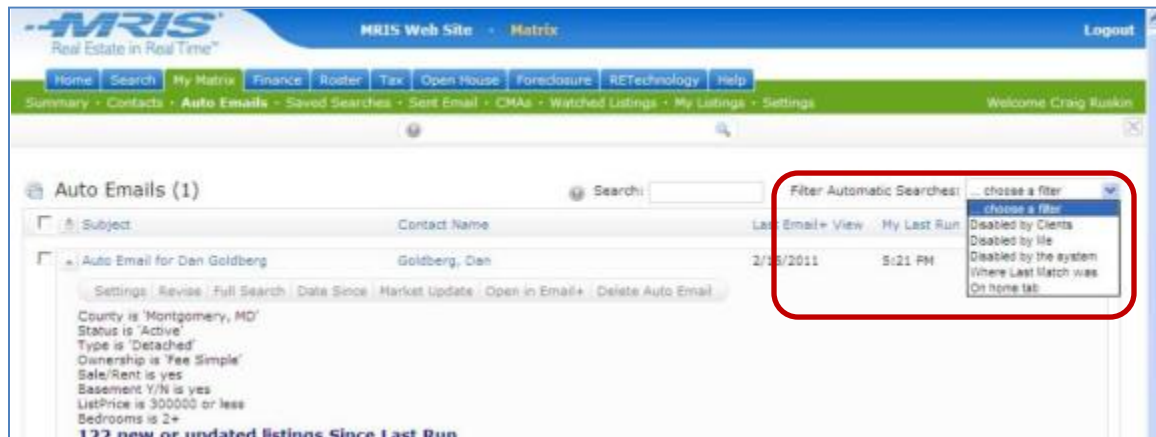 MRIS
Real Estate in Real Time™
MRIS Web Site - Matrix
Logout
Home Search My Matrix Finance Roster Tax Open House Foreclosure RETechnology Help
Summary · Contacts · Auto Emails · Saved Searches · Sent Email · CMAs · Watched Listings · My Listings · Settings Welcome Craig Ruskin
Auto Emails (1) Search: Filter Automatic Searches: ... choose a filter
... choose a filter
Subject Contact Name Last Email+ View My Last Run Disabled by Clients
Disabled by Me
Auto Email for Dan Goldberg Goldberg, Dan 2/15/2011 5:21 PM Disabled by the system
Where Last Match was
Settings Revise Full Search Date Since Market Update Open in Email+ Delete Auto Email On home tab
County is 'Montgomery, MD'
Status is 'Active'
Type is 'Detached'
Ownership is 'Fee Simple'
Sale/Rent is yes
Basement Y/N is yes
ListPrice is 300000 or less
Bedrooms is 2+
122 new or updated listings Since Last Run